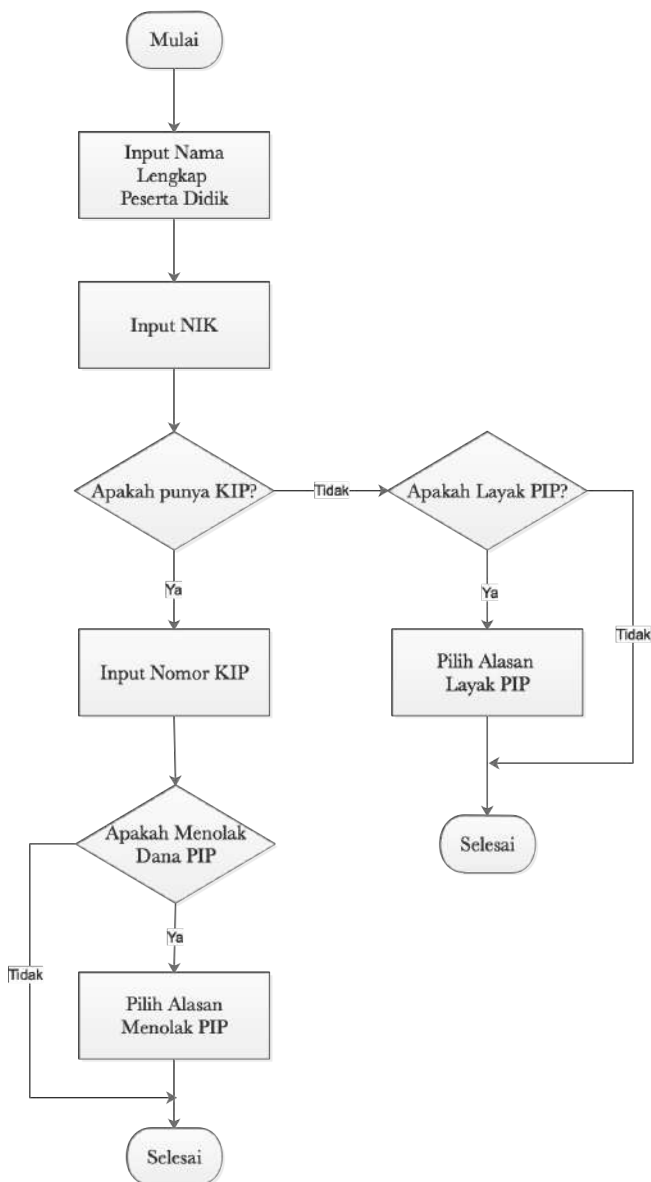 Mulai
Input Nama
Lengkap
Peserta Didik
Input NIK
Apakah punya KIP?
Tidak
Apakah Layak PIP?
Ya
Ya
Tidak
Input Nomor KIP
Pilih Alasan
Layak PIP
Apakah Menolak
Dana PIP
Selesai
Ya
Tidak
Pilih Alasan
Menolak PIP
Selesai